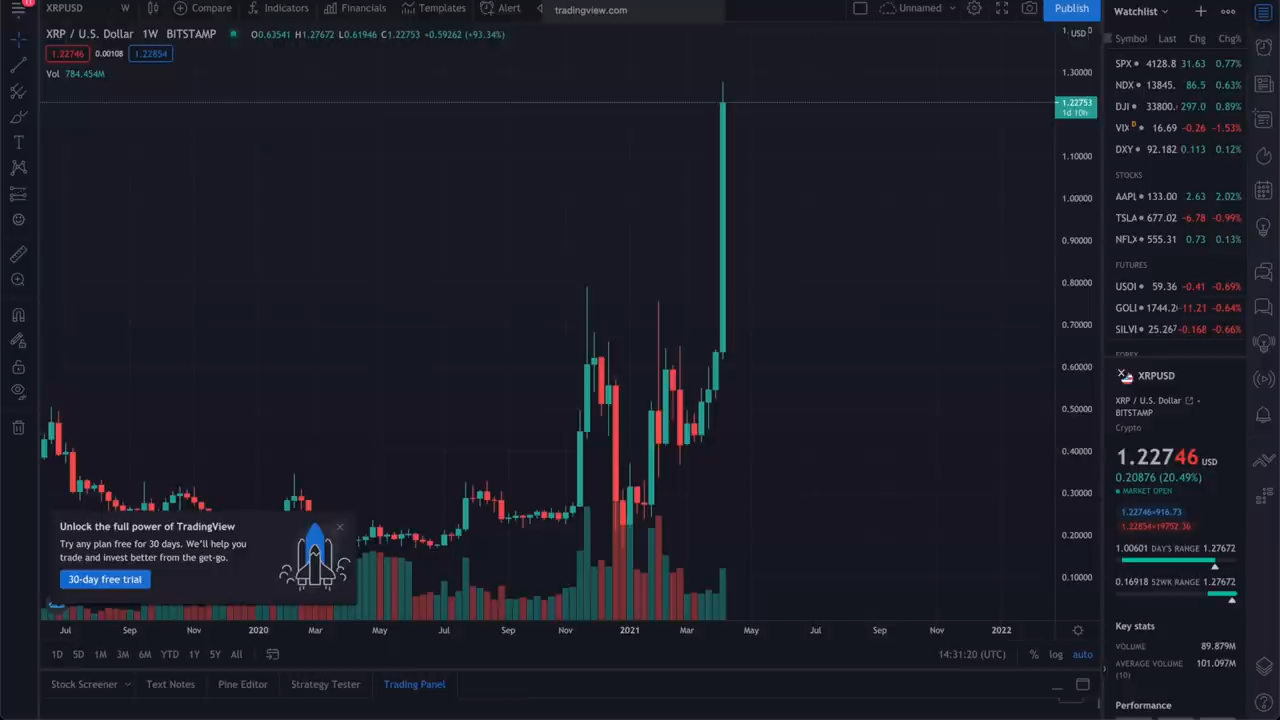 11
XRPUSD W Compare Indicators Financials Templates Alert tradingview.com Unnamed Publish
XRP / U.S. Dollar 1W BITSTAMP O0.63541 H1.27672 L0.61946 C1.22753 +0.59262 (+93.34%)
1.22746 0.00108 1.22854
Vol 784.454M
USD
1.30000
1.22753
1d 10h
1.10000
1.00000
0.90000
0.80000
0.70000
0.60000
0.50000
0.40000
0.30000
0.20000
0.10000
Unlock the full power of TradingView
Try any plan free for 30 days. We'll help you
trade and invest better from the get-go.
30-day free trial
Jul Sep Nov 2020 Mar May Jul Sep Nov 2021 Mar May Jul Sep Nov 2022
1D 5D 1M 3M 6M YTD 1Y 5Y All 14:31:20 (UTC) % log auto
Stock Screener Text Notes Pine Editor Strategy Tester Trading Panel
Watchlist
Symbol Last Chg Chg%
SPX 4128.8 31.63 0.77%
NDX 13845. 86.5 0.63%
DJI 33800. 297.0 0.89%
VIX D 16.69 -0.26 -1.53%
DXY 92.182 0.113 0.12%
STOCKS
AAPL 133.00 2.63 2.02%
TSLA 677.02 -6.78 -0.99%
NFLX 555.31 0.73 0.13%
FUTURES
USOI 59.36 -0.41 -0.69%
GOLI 1744.2 -11.21 -0.64%
SILVI 25.267 -0.168 -0.66%
XRPUSD
XRP / U.S. Dollar
BITSTAMP
Crypto
1.22746 USD
0.20876 (20.49%)
MARKET OPEN
1.22746×916.73
1.22854×19752.36
1.00601 DAY'S RANGE 1.27672
0.16918 52WK RANGE 1.27672
Key stats
VOLUME 89.879M
AVERAGE VOLUME 101.097M
(10)
Performance